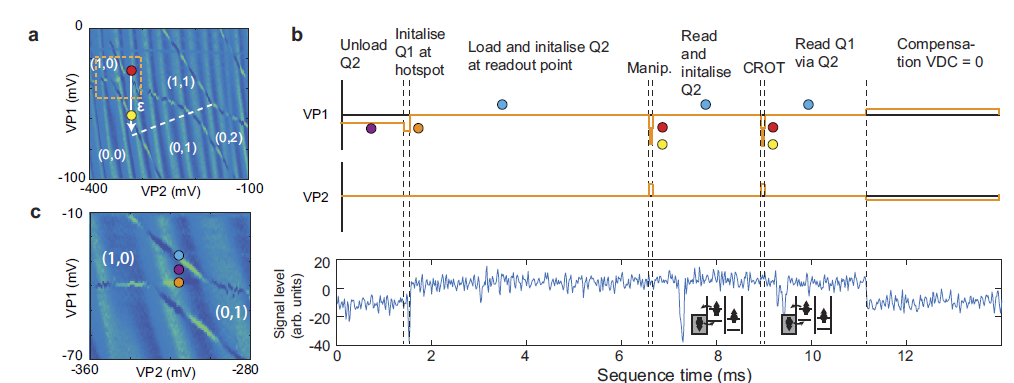 a
0
VP1 (mV)
-100
-400
VP2 (mV)
-100
(1,0)
(1,1)
ε
(0,0)
(0,1)
(0,2)
b
Unload
Q2
Initalise
Q1 at
hotspot
Load and initalise Q2
at readout point
Manip.
Read
and
initalise
Q2
CROT
Read Q1
via Q2
Compensa-
tion VDC = 0
VP1
VP2
Signal level
(arb. units)
20
0
-20
-40
0
2
4
6
8
10
12
Sequence time (ms)
c
-10
VP1 (mV)
-70
-360
VP2 (mV)
-280
(1,0)
(0,1)